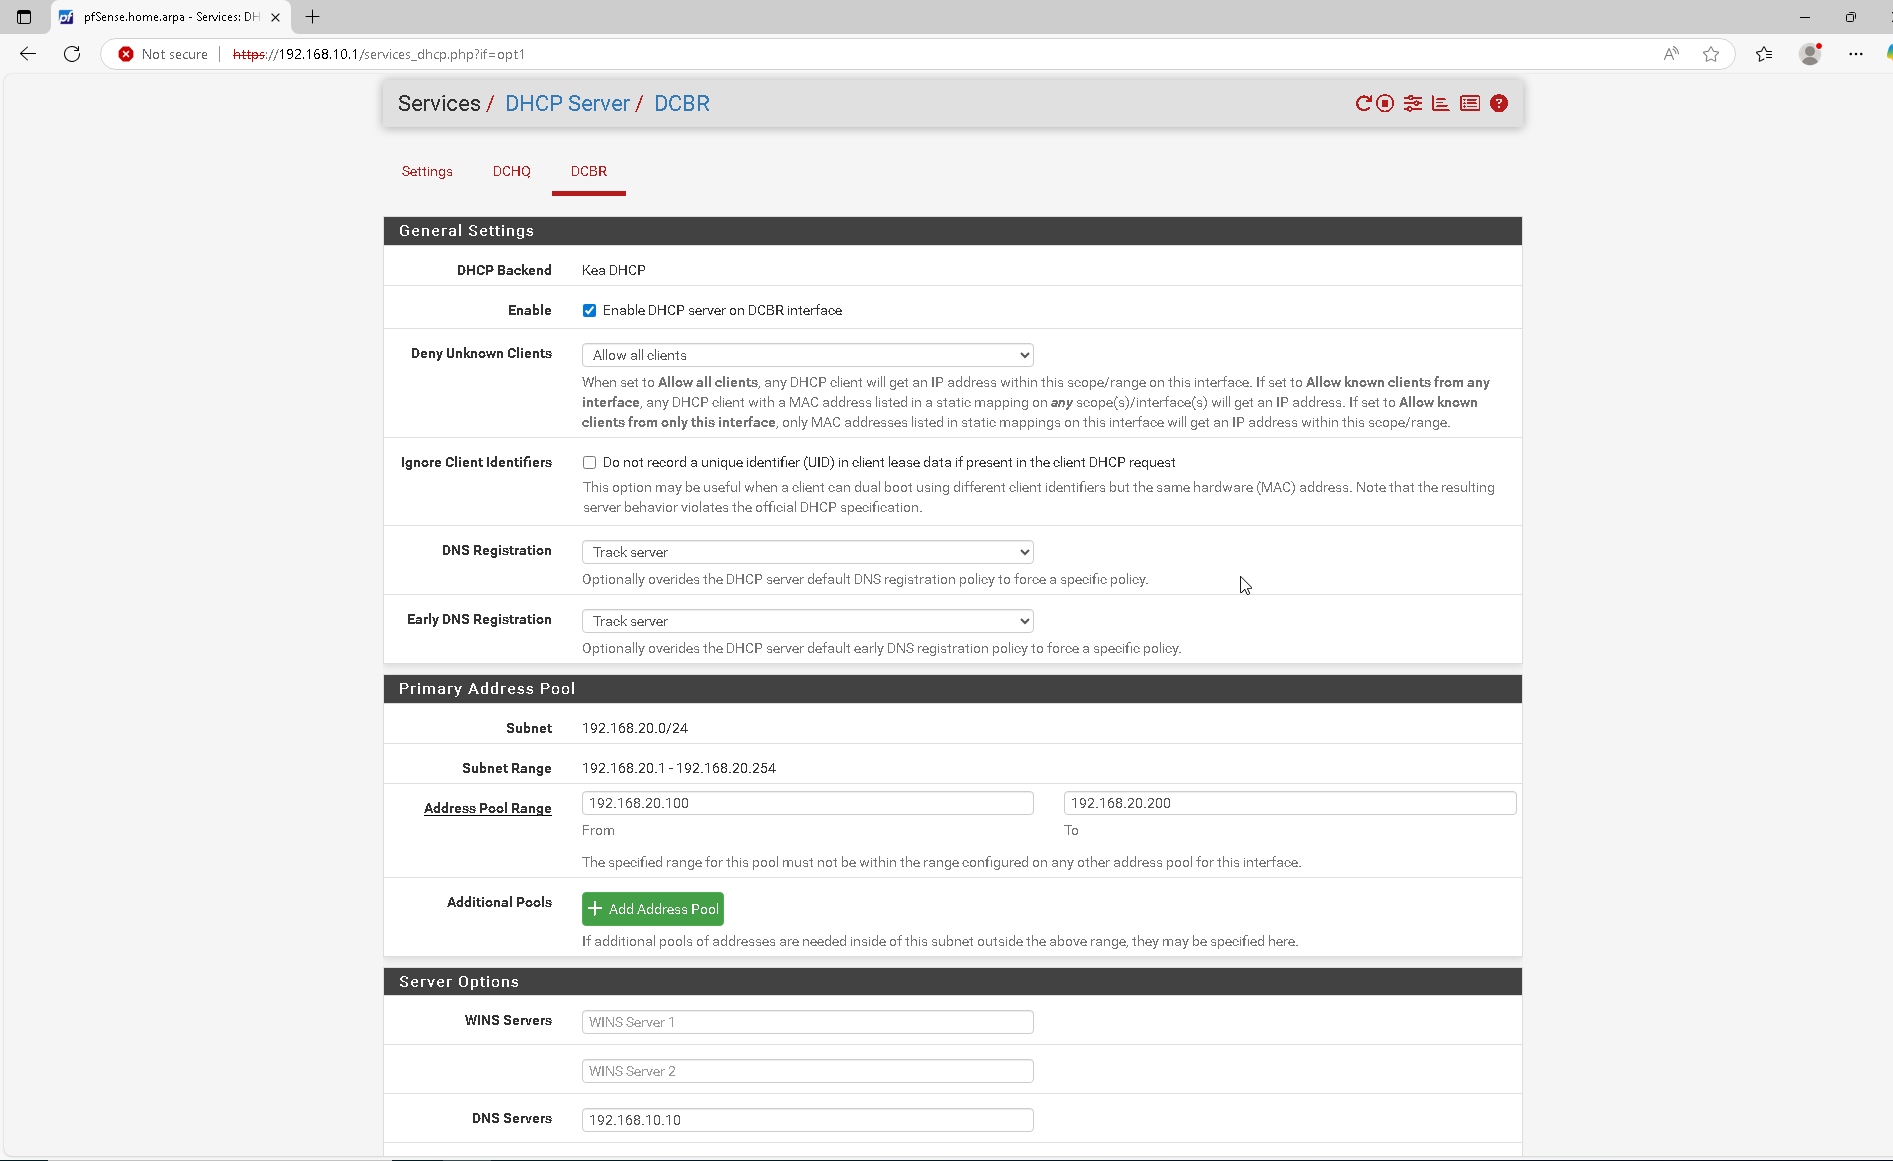 pfSense.home.arpa - Services: DH
Not secure https://192.168.10.1/services_dhcp.php?if=opt1
Services / DHCP Server / DCBR
Settings DCHQ DCBR
General Settings
DHCP Backend Kea DHCP
Enable Enable DHCP server on DCBR interface
Deny Unknown Clients Allow all clients
When set to Allow all clients, any DHCP client will get an IP address within this scope/range on this interface. If set to Allow known clients from any
interface, any DHCP client with a MAC address listed in a static mapping on any scope(s)/interface(s) will get an IP address. If set to Allow known
clients from only this interface, only MAC addresses listed in static mappings on this interface will get an IP address within this scope/range.
Ignore Client Identifiers Do not record a unique identifier (UID) in client lease data if present in the client DHCP request
This option may be useful when a client can dual boot using different client identifiers but the same hardware (MAC) address. Note that the resulting
server behavior violates the official DHCP specification.
DNS Registration Track server
Optionally overides the DHCP server default DNS registration policy to force a specific policy.
Early DNS Registration Track server
Optionally overides the DHCP server default early DNS registration policy to force a specific policy.
Primary Address Pool
Subnet 192.168.20.0/24
Subnet Range 192.168.20.1 - 192.168.20.254
Address Pool Range 192.168.20.100 192.168.20.200
From To
The specified range for this pool must not be within the range configured on any other address pool for this interface.
Additional Pools + Add Address Pool
If additional pools of addresses are needed inside of this subnet outside the above range, they may be specified here.
Server Options
WINS Servers WINS Server 1
WINS Server 2
DNS Servers 192.168.10.10